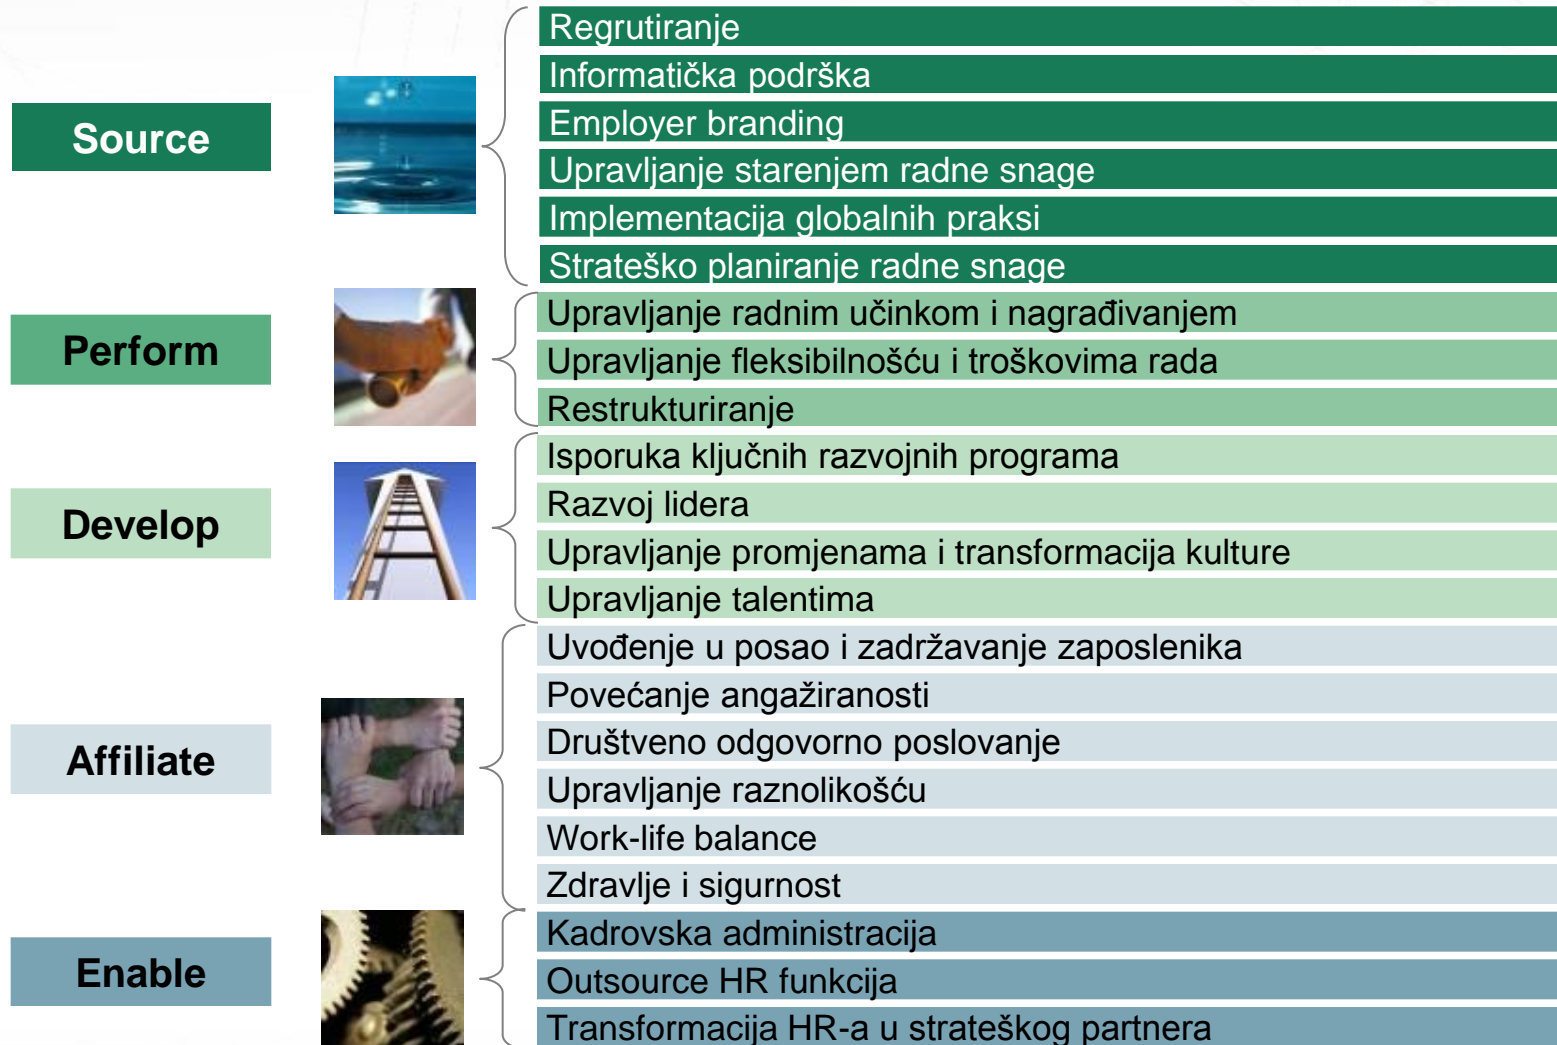 Source
Regrutiranje
Informatička podrška
Employer branding
Upravljanje starenjem radne snage
Implementacija globalnih praksi
Strateško planiranje radne snage
Perform
Upravljanje radnim učinkom i nagrađivanjem
Upravljanje fleksibilnošću i troškovima rada
Restrukturiranje
Develop
Isporuka ključnih razvojnih programa
Razvoj lidera
Upravljanje promjenama i transformacija kulture
Upravljanje talentima
Affiliate
Uvođenje u posao i zadržavanje zaposlenika
Povećanje angažiranosti
Društveno odgovorno poslovanje
Upravljanje raznolikošću
Work-life balance
Zdravlje i sigurnost
Enable
Kadrovska administracija
Outsource HR funkcija
Transformacija HR-a u strateškog partnera